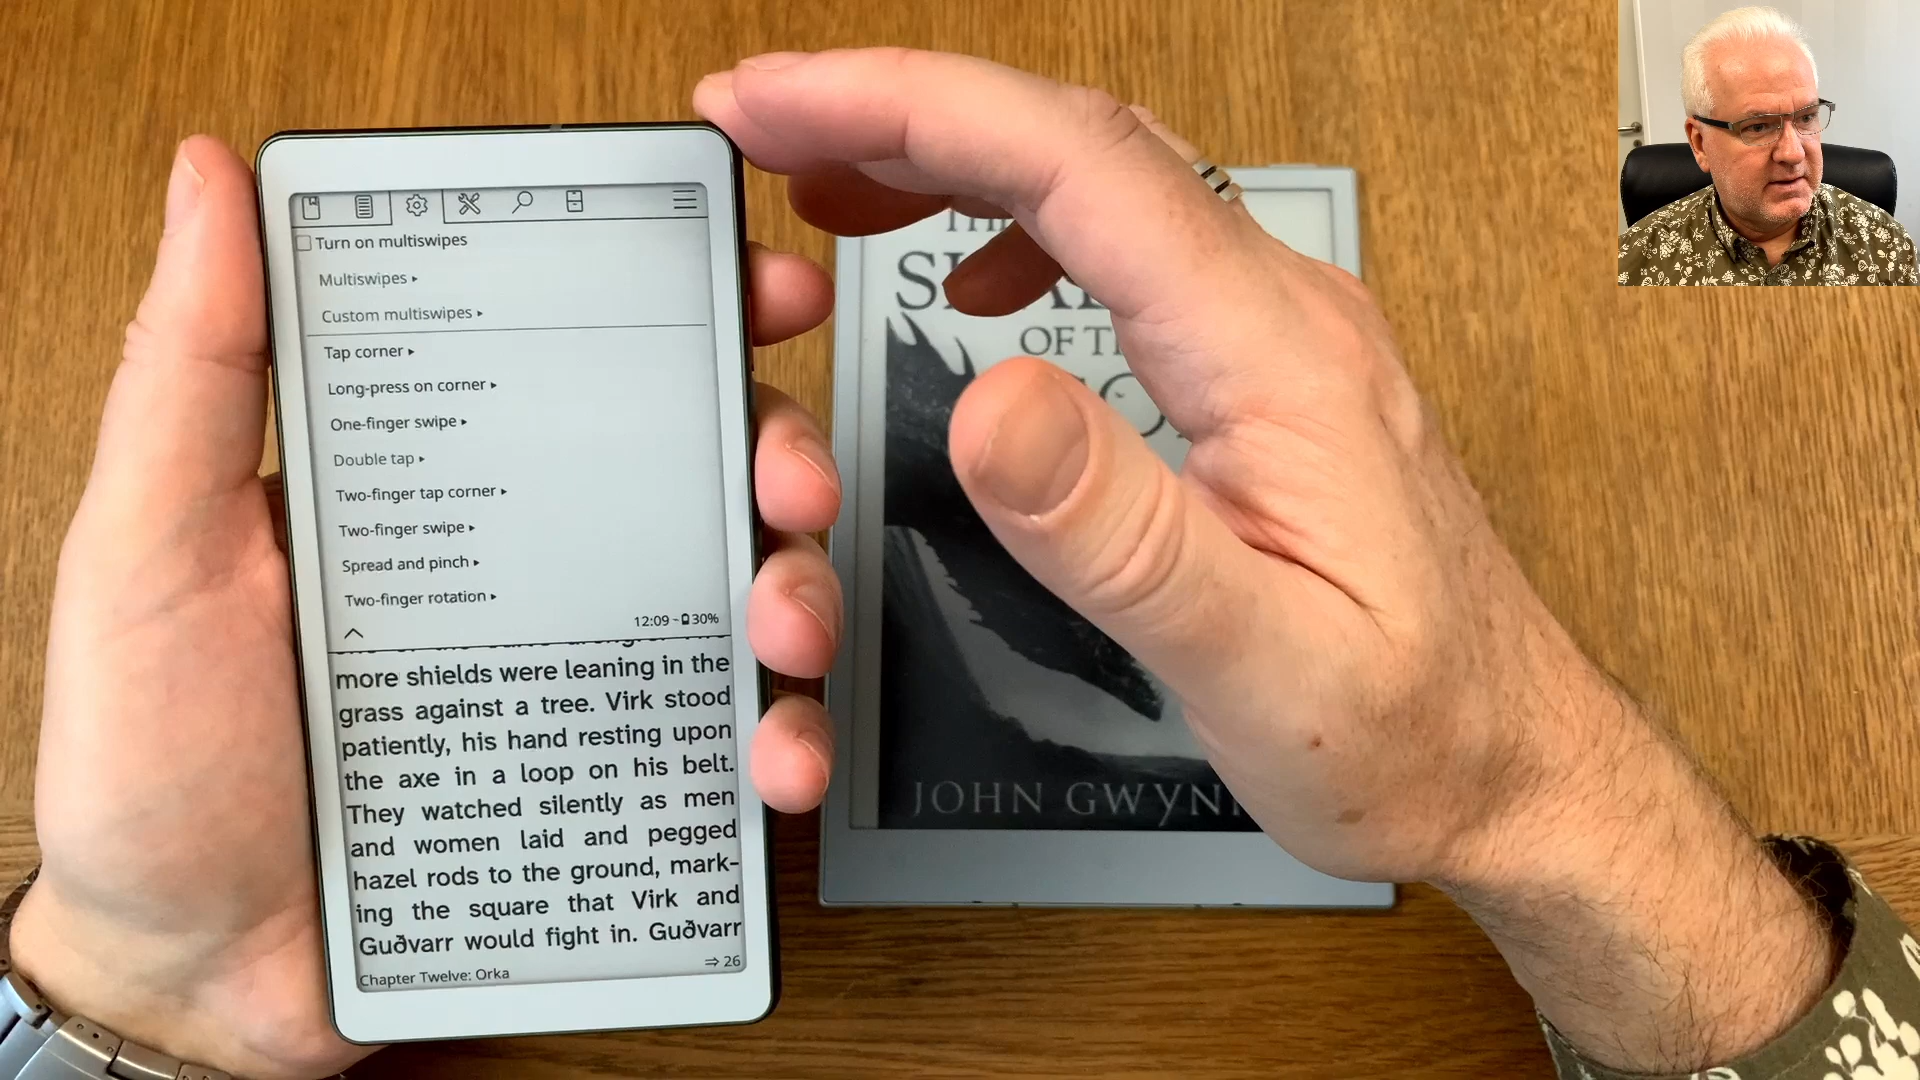 Turn on multiswipes
Multiswipes ▸
Custom multiswipes ▸
Tap corner ▸
Long-press on corner ▸
One-finger swipe ▸
Double tap ▸
Two-finger tap corner ▸
Two-finger swipe ▸
Spread and pinch ▸
Two-finger rotation ▸
12:09 ~ 30%
more shields were leaning in the
grass against a tree. Virk stood
patiently, his hand resting upon
the axe in a loop on his belt.
They watched silently as men
and women laid and pegged
hazel rods to the ground, mark-
ing the square that Virk and
Guðvarr would fight in. Guðvarr
⇒ 26
Chapter Twelve: Orka
OF
JOHN